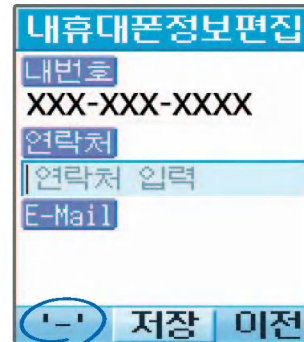 내휴대폰정보편집
내번호
XXX-XXX-XXXX
연락처
연락처 입력
E-Mail
'-' 저장 이전